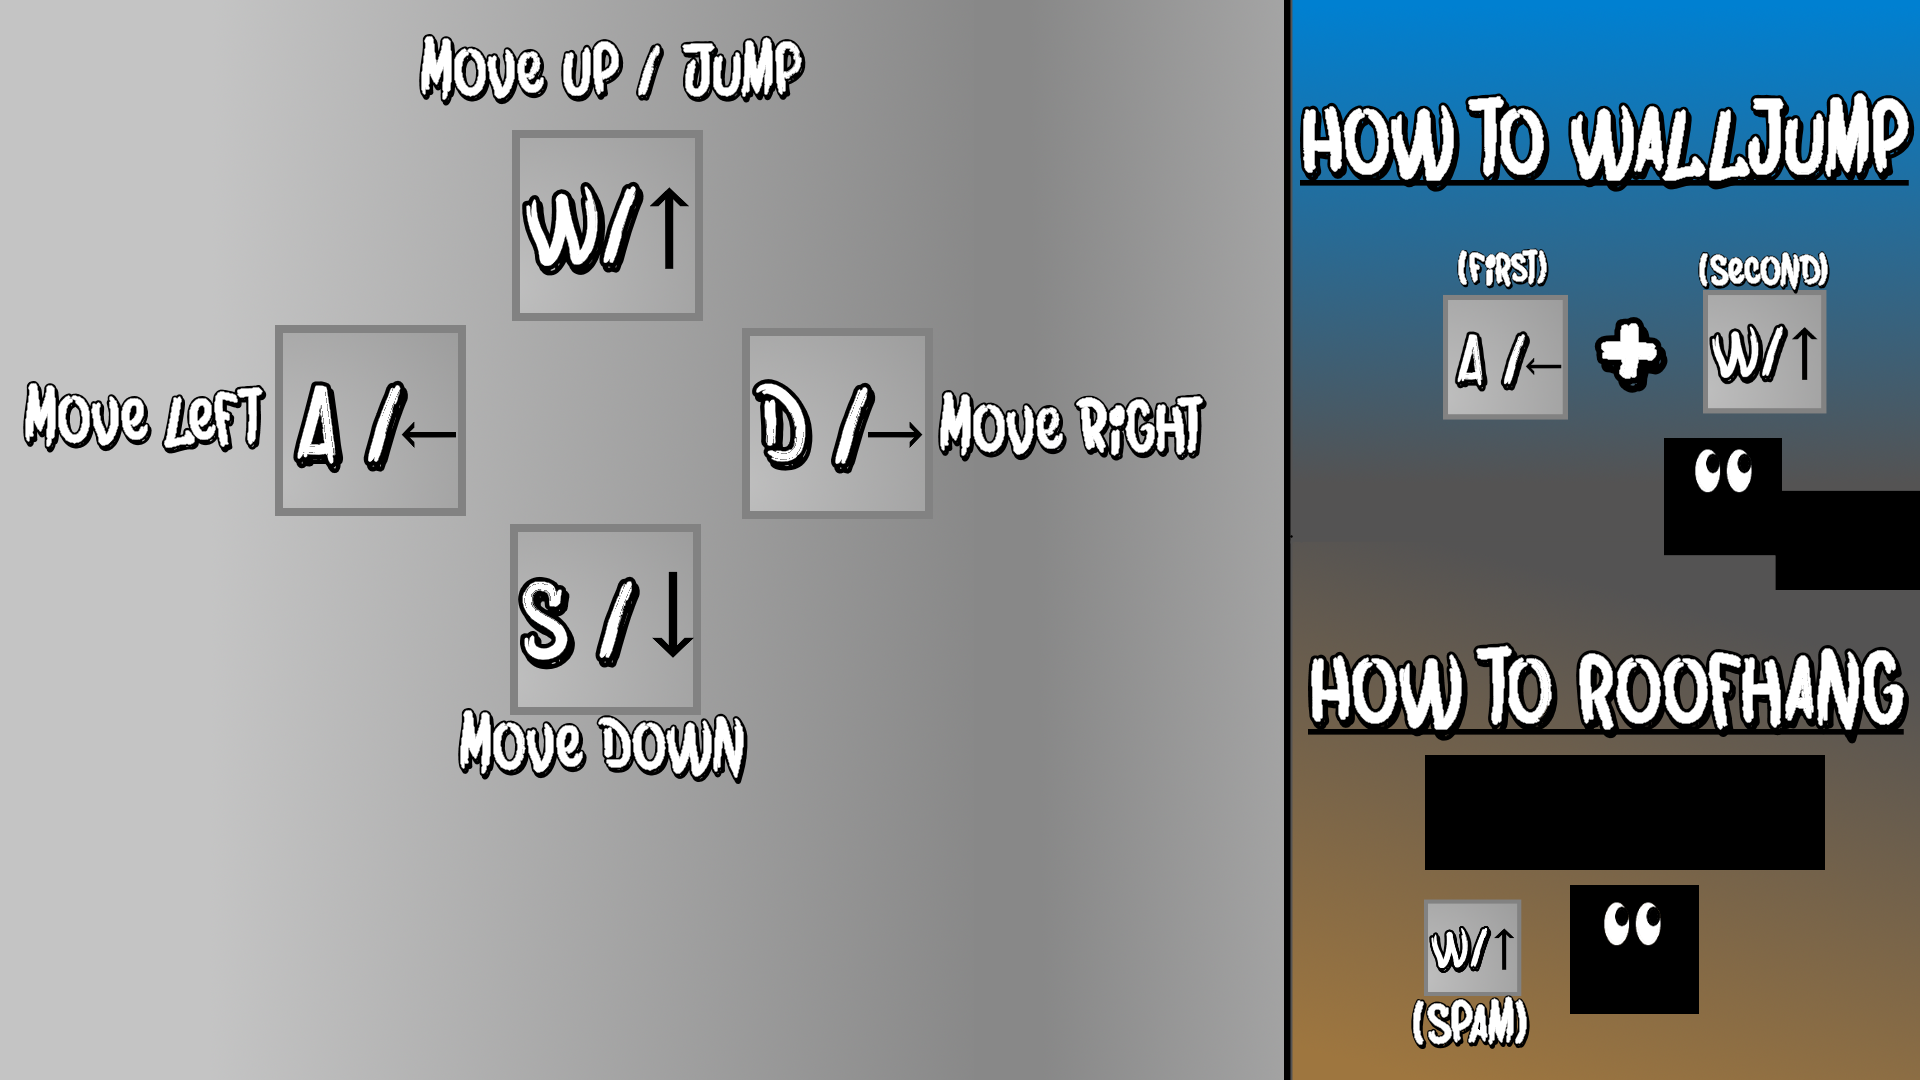 Move UP / JUMP
W/↑
Move LEFT
A /←
D /→
Move RiGHT
S /↓
Move DOWN
HOW TO WALLJUMP
(FiRST)
(SeCOND)
A /←
+
W/↑
HOW TO ROOFHANG
W/↑
(SPAM)